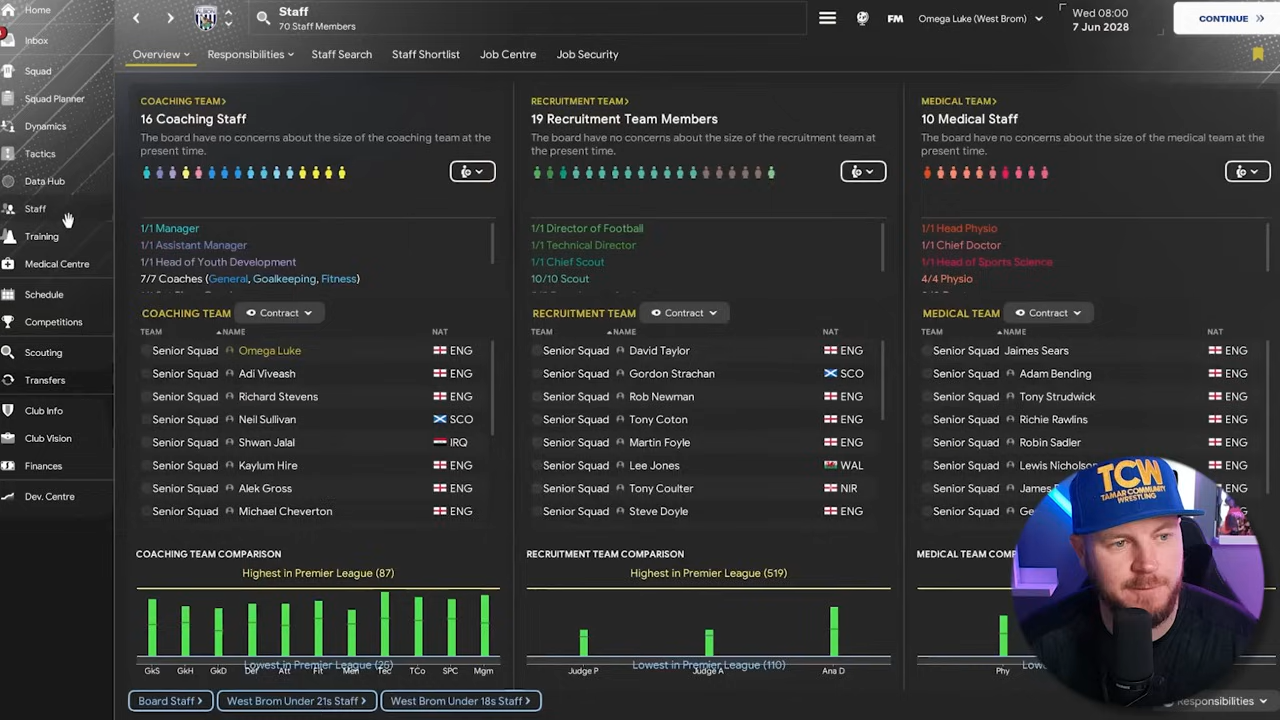 Home
Inbox
Squad
Squad Planner
Dynamics
Tactics
Data Hub
Staff
Training
Medical Centre
Schedule
Competitions
Scouting
Transfers
Club Info
Club Vision
Finances
Dev. Centre
Staff
70 Staff Members
FM
Omega Luke (West Brom)
Wed 08:00
7 Jun 2028
CONTINUE
Overview
Responsibilities
Staff Search
Staff Shortlist
Job Centre
Job Security
COACHING TEAM
16 Coaching Staff
The board have no concerns about the size of the coaching team at the
present time.
1/1 Manager
1/1 Assistant Manager
1/1 Head of Youth Development
7/7 Coaches (General, Goalkeeping, Fitness)
COACHING TEAM Contract
TEAM NAME NAT
Senior Squad Omega Luke ENG
Senior Squad Adi Viveash ENG
Senior Squad Richard Stevens ENG
Senior Squad Neil Sullivan SCO
Senior Squad Shwan Jalal IRQ
Senior Squad Kaylum Hire ENG
Senior Squad Alek Gross ENG
Senior Squad Michael Cheverton ENG
COACHING TEAM COMPARISON
Highest in Premier League (87)
Lowest in Premier League (25)
GkS GkH GkD Def Att Fit Men Tec TCo SPC Mgm
RECRUITMENT TEAM
19 Recruitment Team Members
The board have no concerns about the size of the recruitment team at
the present time.
1/1 Director of Football
1/1 Technical Director
1/1 Chief Scout
10/10 Scout
RECRUITMENT TEAM Contract
TEAM NAME NAT
Senior Squad David Taylor ENG
Senior Squad Gordon Strachan SCO
Senior Squad Rob Newman ENG
Senior Squad Tony Coton ENG
Senior Squad Martin Foyle ENG
Senior Squad Lee Jones WAL
Senior Squad Tony Coulter NIR
Senior Squad Steve Doyle ENG
RECRUITMENT TEAM COMPARISON
Highest in Premier League (519)
Lowest in Premier League (110)
Judge P Judge A Ana D
MEDICAL TEAM
10 Medical Staff
The board have no concerns about the size of the medical team at the
present time.
1/1 Head Physio
1/1 Chief Doctor
1/1 Head of Sports Science
4/4 Physio
MEDICAL TEAM Contract
TEAM NAME NAT
Senior Squad Jaimes Sears ENG
Senior Squad Adam Bending ENG
Senior Squad Tony Strudwick ENG
Senior Squad Richie Rawlins ENG
Senior Squad Robin Sadler ENG
Senior Squad Lewis Nicholson ENG
Senior Squad James
Senior Squad
MEDICAL TEAM
Phy
TCW
TAMAR COMMUNITY
WRESTLING
Board Staff
West Brom Under 21s Staff
West Brom Under 18s Staff
Responsibilities